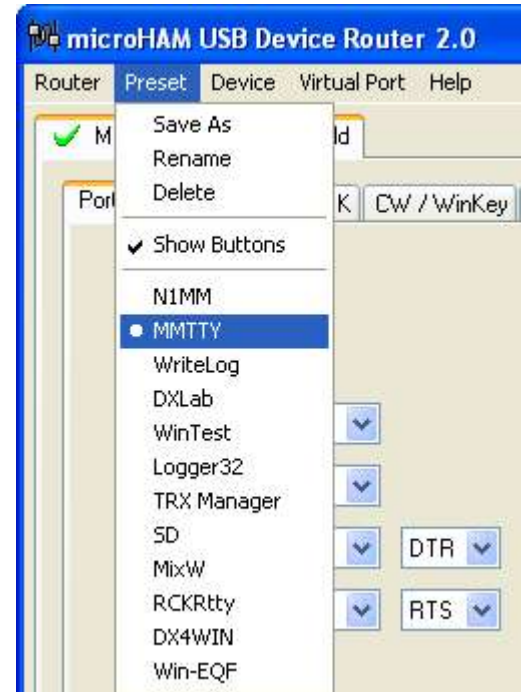 microHAM USB Device Router 2.0
Router Preset Device Virtual Port Help
M
ld
Save As
Rename
Delete
Port
K
CW / WinKey
Show Buttons
N1MM
MMTTY
WriteLog
DXLab
WinTest
Logger32
TRX Manager
SD
DTR
MixW
RCKRtty
RTS
DX4WIN
Win-EQF